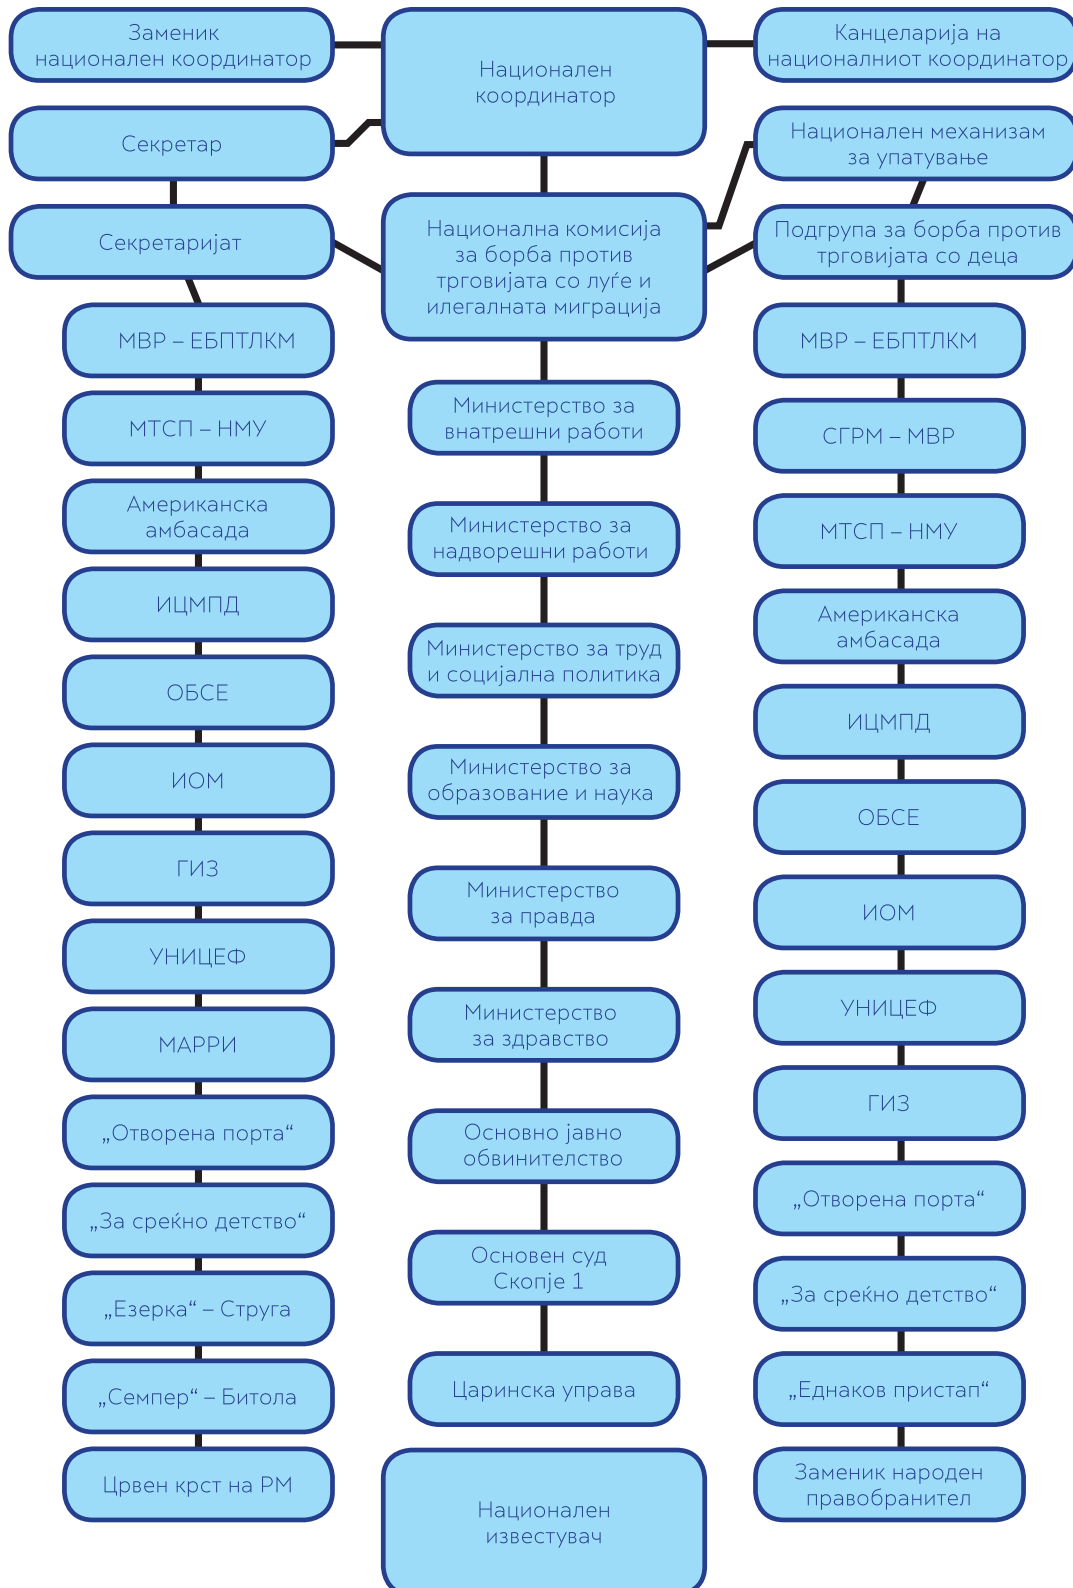 Заменик
национален координатор
Национален
координатор
Канцеларија на
националниот координатор
Секретар
Национален механизам
за упатување
Секретаријат
Национална комисија
за борба против
трговијата со луѓе и
илегалната миграција
Подгрупа за борба против
трговијата со деца
МВР – ЕБПТЛКМ
МТСП – НМУ
Американска
амбасада
ИЦМПД
ОБСЕ
ИОМ
ГИЗ
УНИЦЕФ
МАРРИ
„Отворена порта“
„За среќно детство“
„Езерка“ – Струга
„Семпер“ – Битола
Црвен крст на РМ
Министерство за
внатрешни работи
Министерство за
надворешни работи
Министерство за труд
и социјална политика
Министерство за
образование и наука
Министерство
за правда
Министерство
за здравство
Основно јавно
обвинителство
Основен суд
Скопје 1
Царинска управа
Национален
известувач
МВР – ЕБПТЛКМ
СГРМ – МВР
МТСП – НМУ
Американска
амбасада
ИЦМПД
ОБСЕ
ИОМ
УНИЦЕФ
ГИЗ
„Отворена порта“
„За среќно детство“
„Еднаков пристап“
Заменик народен
правобранител